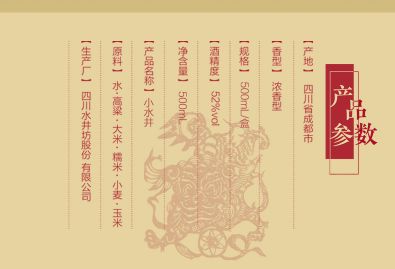 产品参数
【产地】 四川省成都市
【香型】 浓香型
【规格】 500mL/盒
【酒精度】 52%vol
【净含量】 500mL
【产品名称】 小水井
【原料】 水·高粱·大米·糯米·小麦·玉米
【生产厂】 四川水井坊股份 有限公司